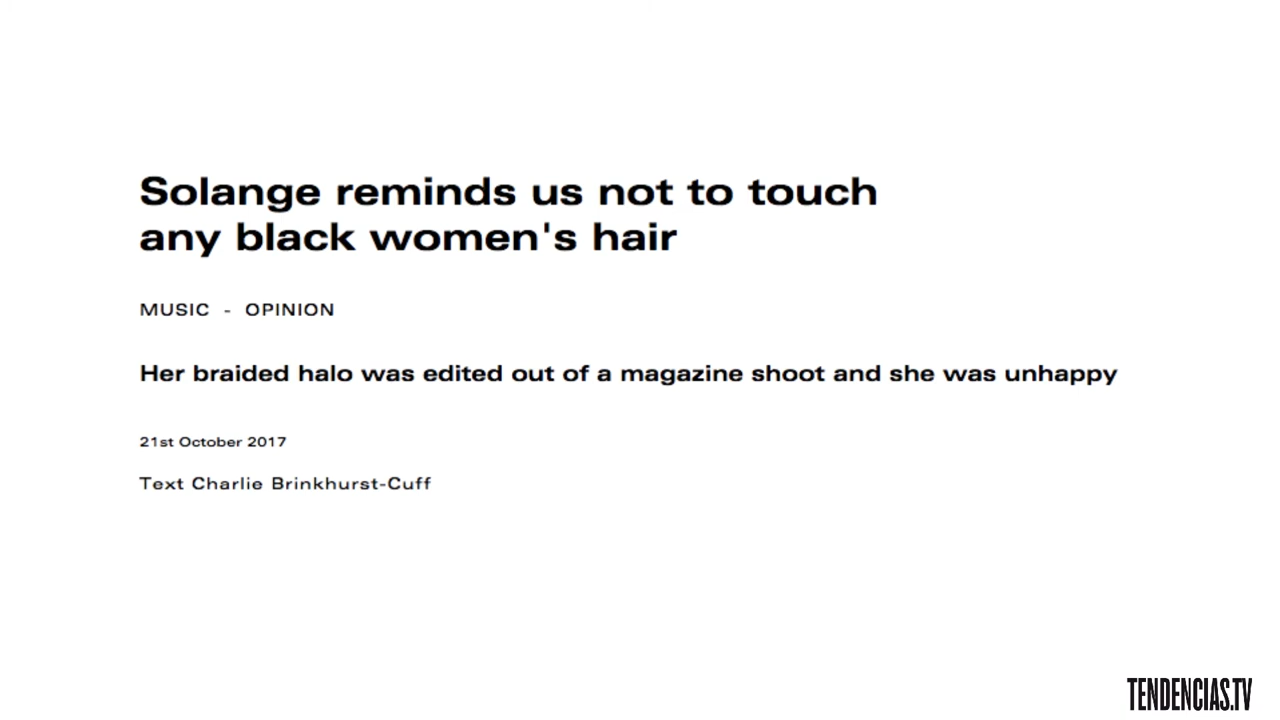 Solange reminds us not to touch
any black women's hair
MUSIC - OPINION
Her braided halo was edited out of a magazine shoot and she was unhappy
21st October 2017
Text Charlie Brinkhurst-Cuff
TENDENCIAS.TV